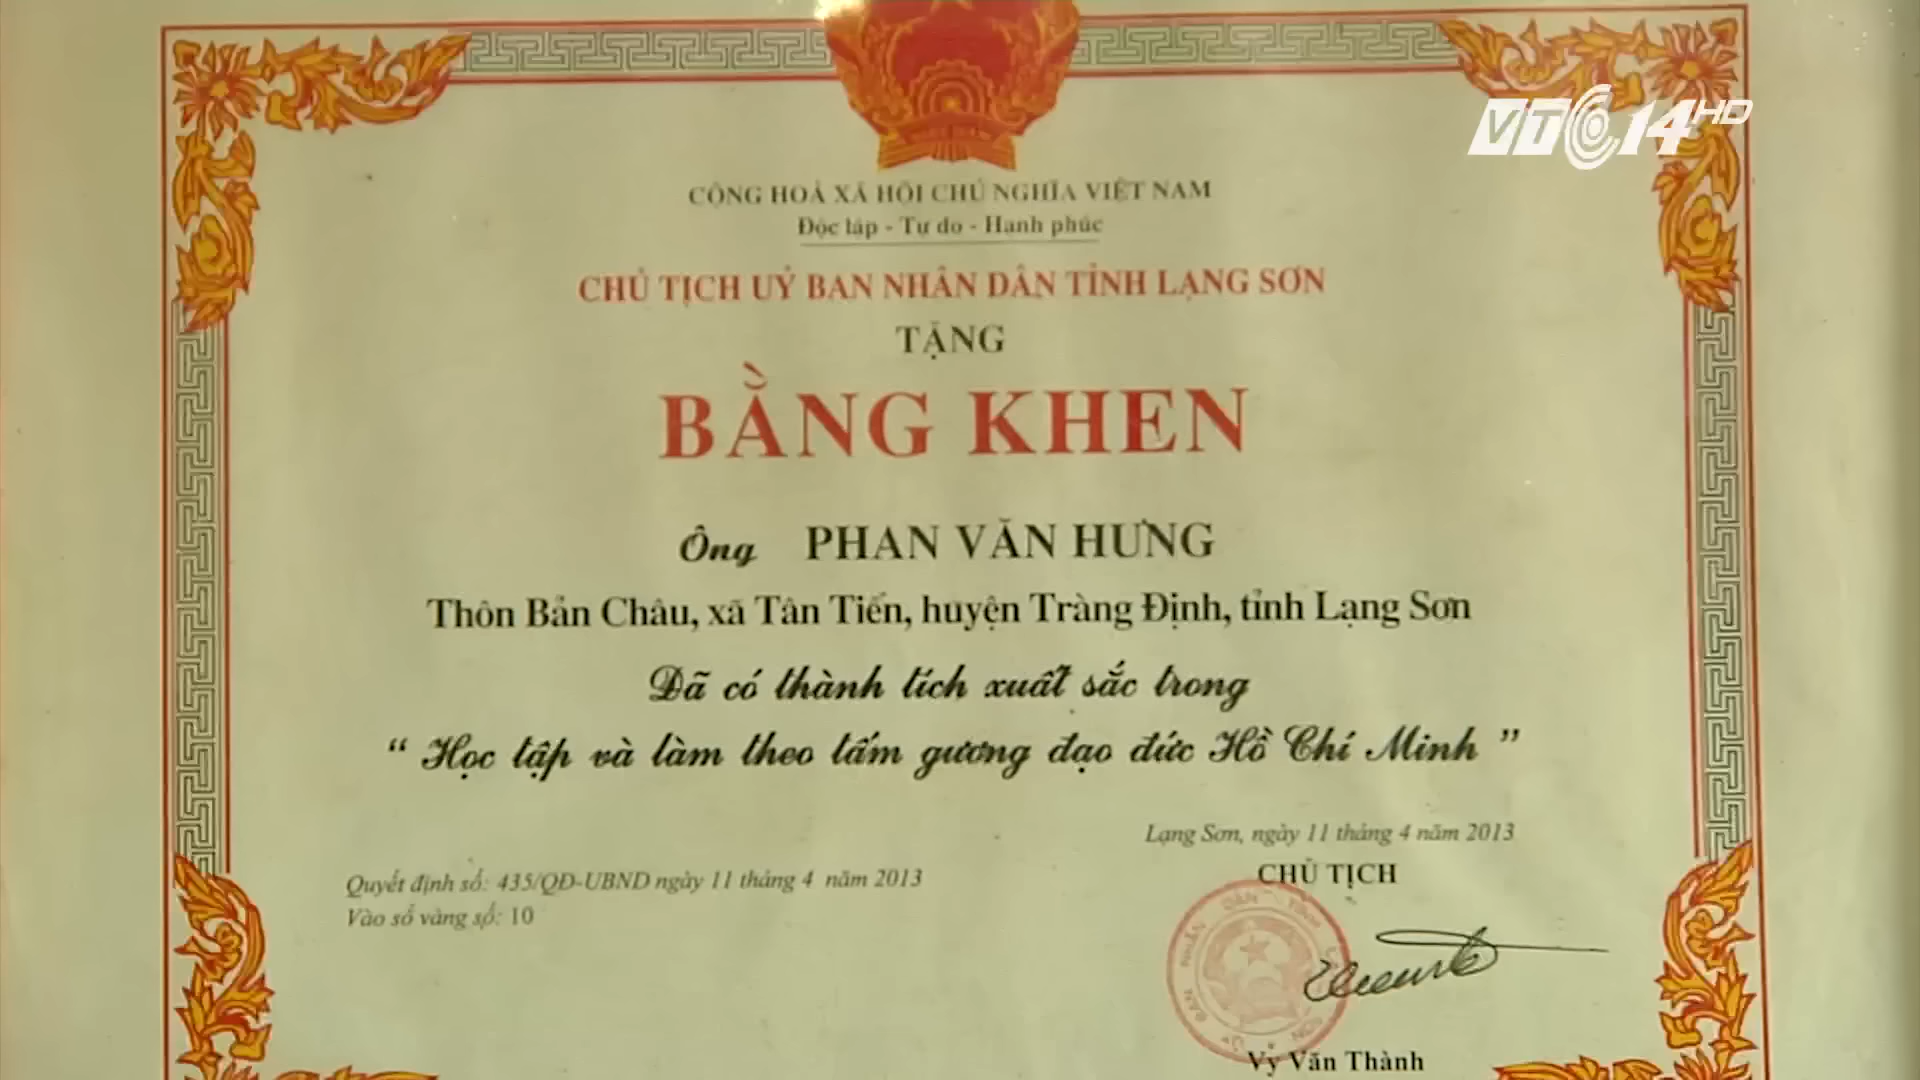 VTC14 HD
CỘNG HOÀ XÃ HỘI CHỦ NGHĨA VIỆT NAM
Độc lập - Tự do - Hạnh phúc
CHỦ TỊCH UỶ BAN NHÂN DÂN TỈNH LẠNG SƠN
TẶNG
BẰNG KHEN
Ông PHAN VĂN HƯNG
Thôn Bản Châu, xã Tân Tiến, huyện Tràng Định, tỉnh Lạng Sơn
Đã có thành tích xuất sắc trong
“ Học tập và làm theo tấm gương đạo đức Hồ Chí Minh ”
Lạng Sơn, ngày 11 tháng 4 năm 2013
CHỦ TỊCH
Quyết định số: 435/QĐ-UBND ngày 11 tháng 4 năm 2013
Vào sổ vàng số: 10
Vy Văn Thành